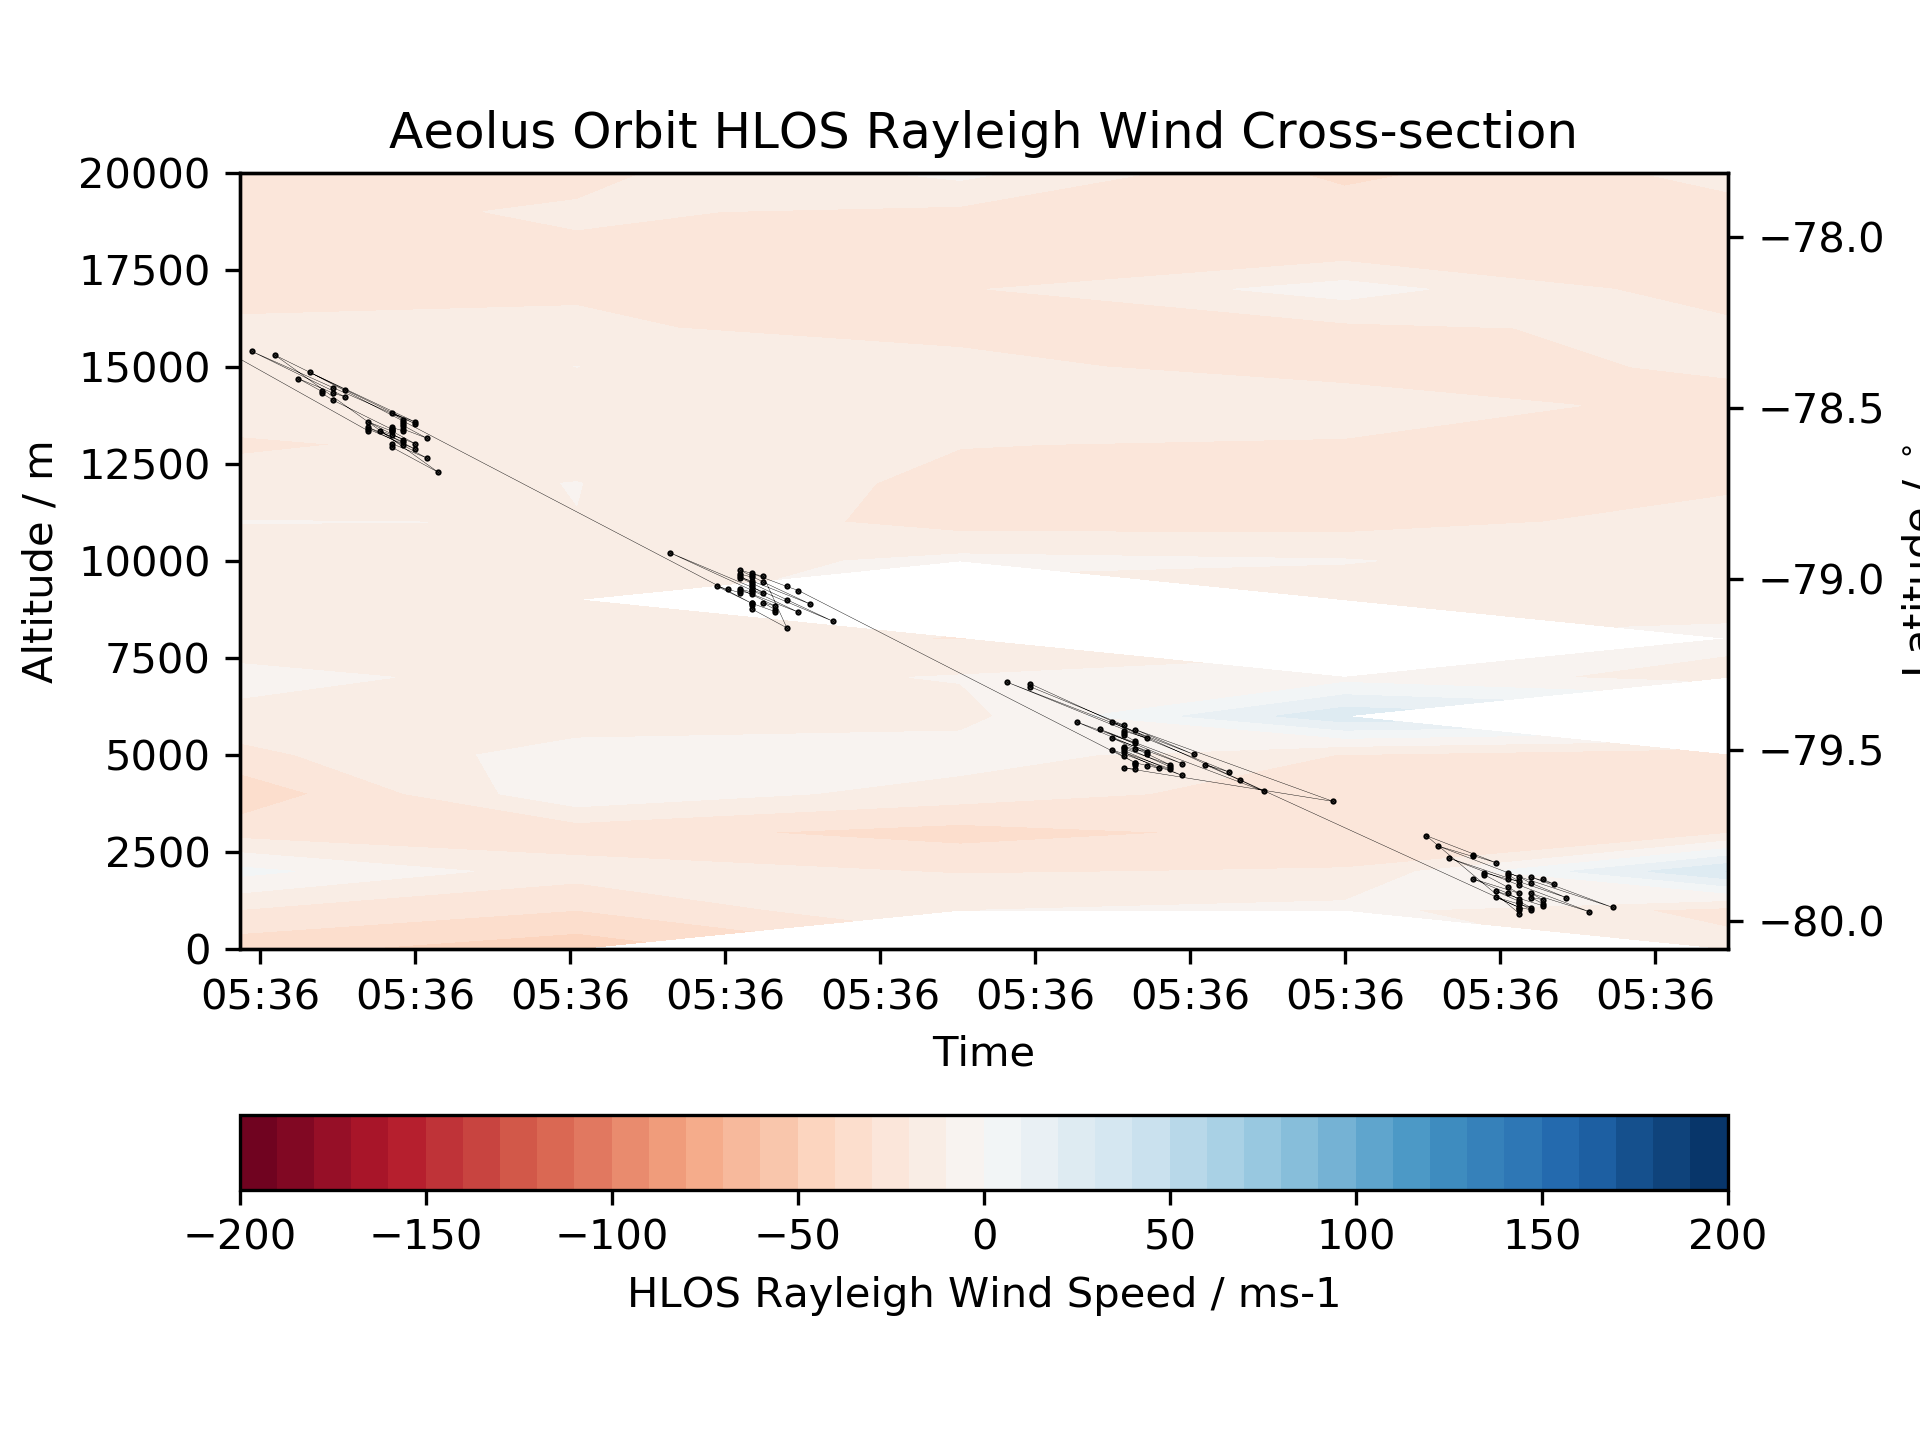 Aeolus Orbit HLOS Rayleigh Wind Cross-section
20000
17500
15000
12500
10000
7500
5000
2500
0
Altitude / m
−78.0
−78.5
−79.0
−79.5
−80.0
05:36 05:36 05:36 05:36 05:36 05:36 05:36 05:36 05:36 05:36
Time
−200 −150 −100 −50 0 50 100 150 200
HLOS Rayleigh Wind Speed / ms-1